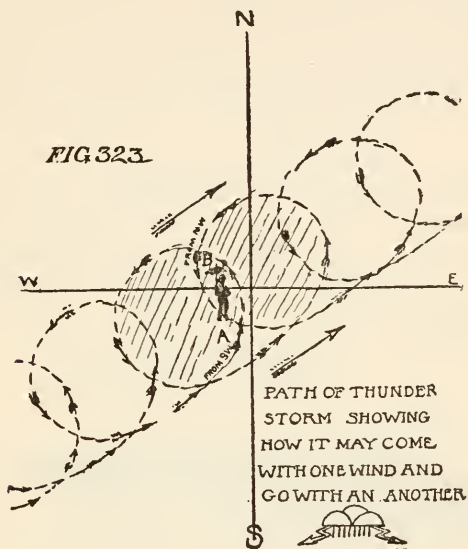 N
FIG 323
FROM NW
B
W
E
A
FROM SW
PATH OF THUNDER
STORM SHOWING
HOW IT MAY COME
WITH ONE WIND AND
GO WITH AN ANOTHER
S